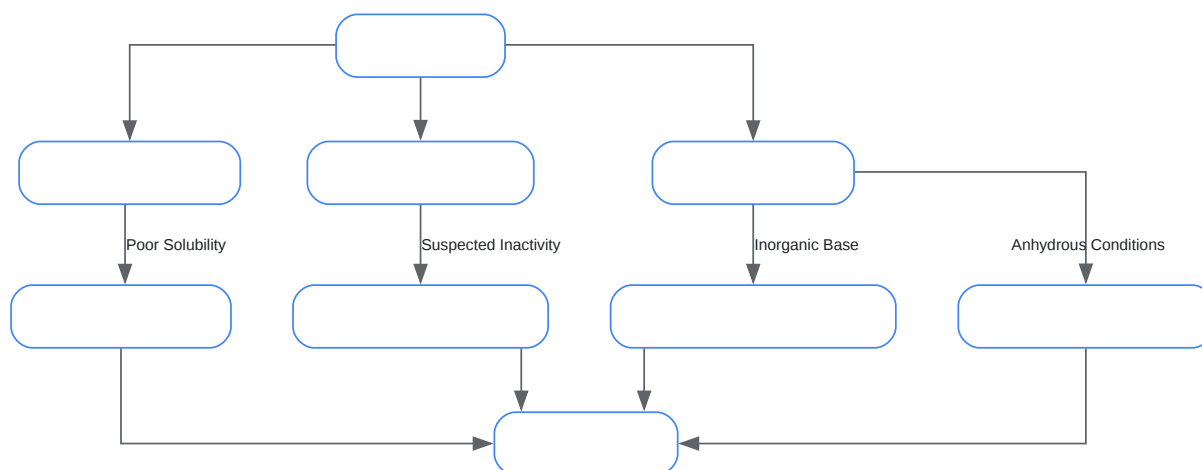 Poor Solubility
Suspected Inactivity
Inorganic Base
Anhydrous Conditions